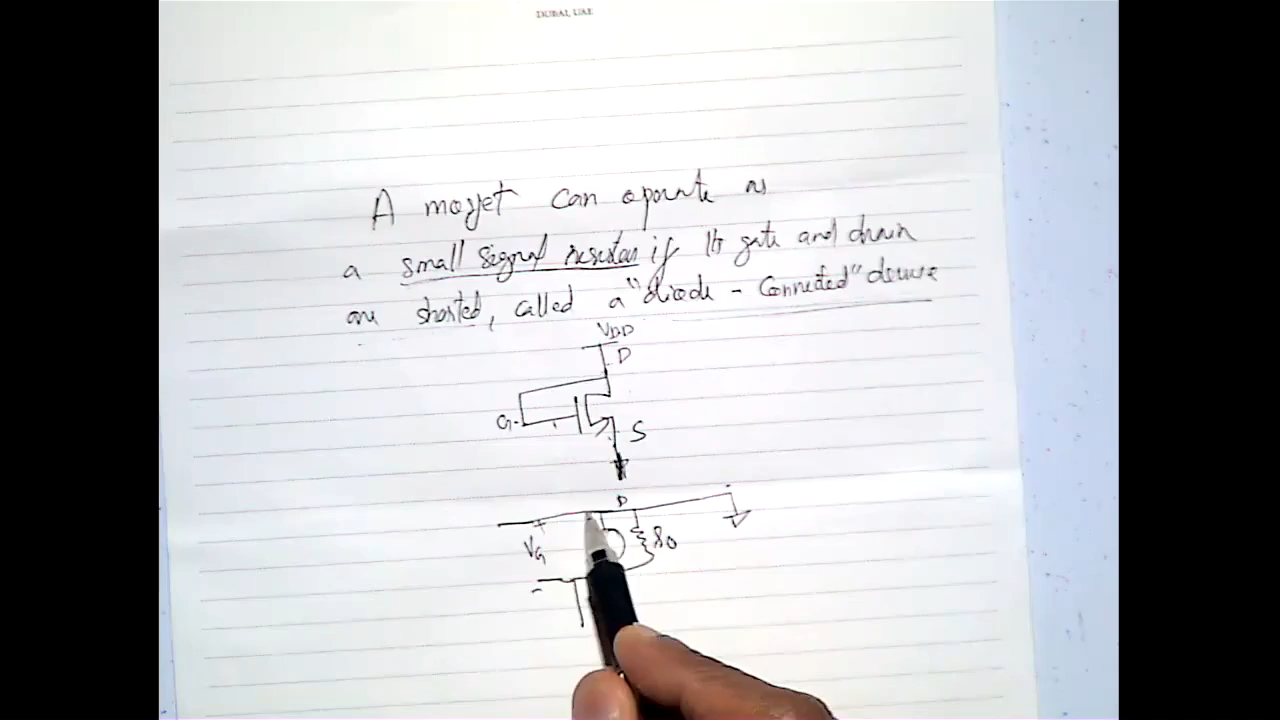 DUBAI, UAE
A mosfet can operate as
a small signal resistor if its gate and drain
are shorted, called a "diode - connected" device
VDD
D
G
S
D
+
VG
ro
-